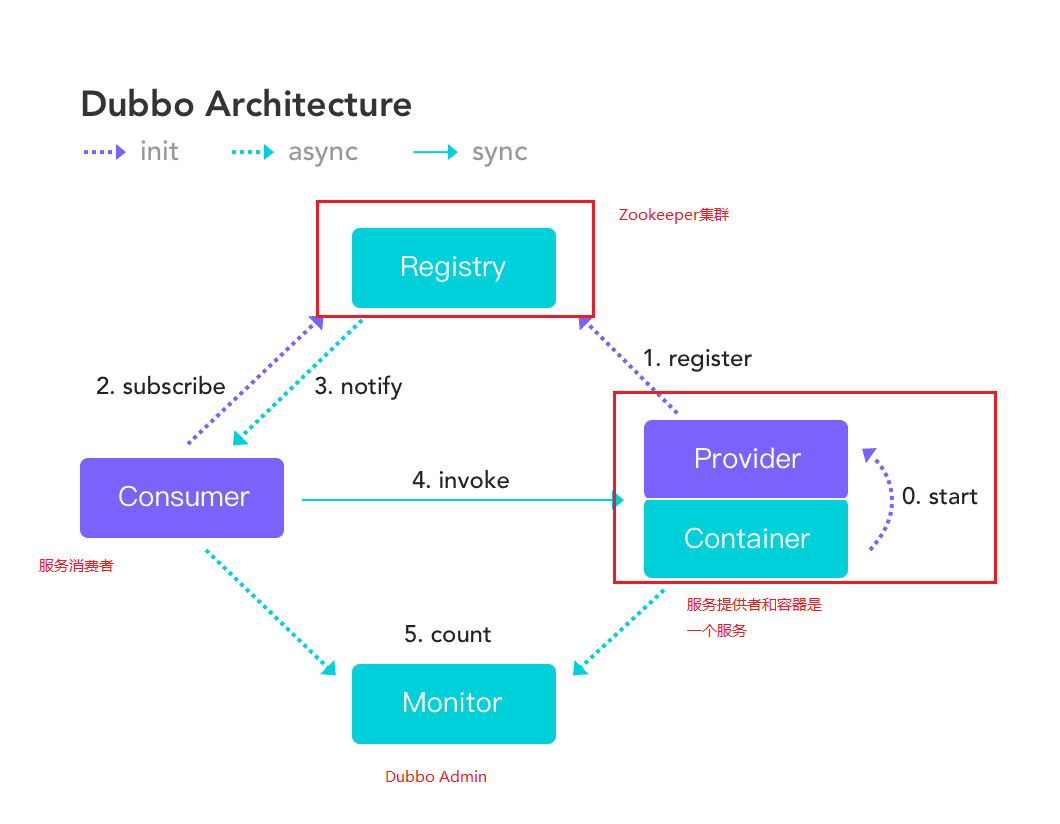 Dubbo Architecture
init
async
sync
Zookeeper集群
Registry
1. register
2. subscribe
3. notify
Provider
4. invoke
Consumer
0. start
Container
服务消费者
服务提供者和容器是
一个服务
5. count
Monitor
Dubbo Admin